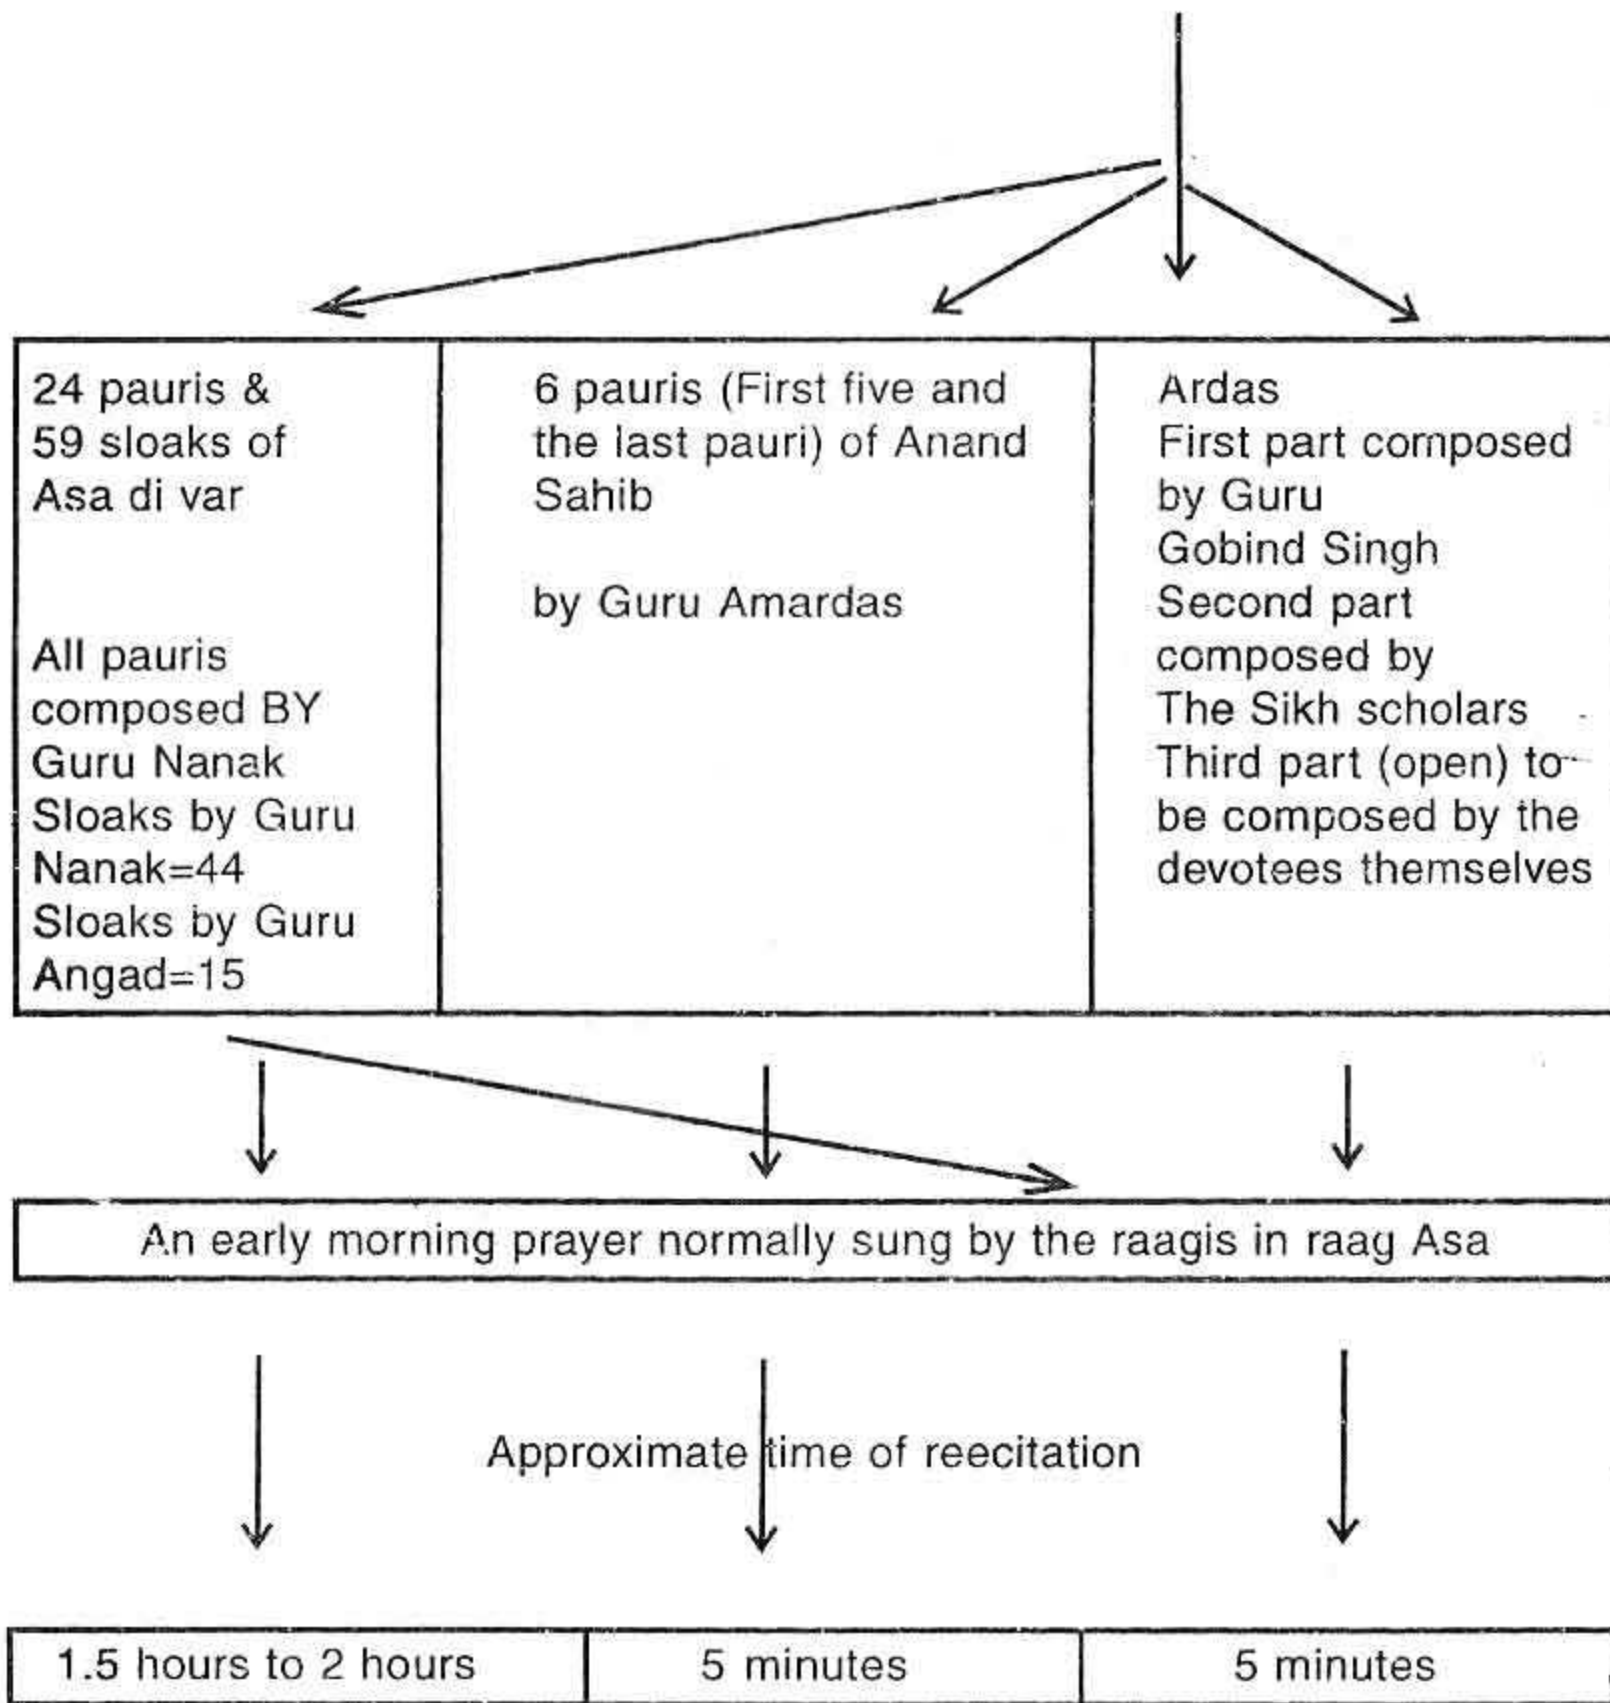 24 pauris &
59 sloaks of
Asa di var
All pauris
composed BY
Guru Nanak
Sloaks by Guru
Nanak=44
Sloaks by Guru
Angad=15
6 pauris (First five and
the last pauri) of Anand
Sahib
by Guru Amardas
Ardas
First part composed
by Guru
Gobind Singh
Second part
composed by
The Sikh scholars
Third part (open) to
be composed by the
devotees themselves
An early morning prayer normally sung by the raagis in raag Asa
Approximate time of reecitation
1.5 hours to 2 hours
5 minutes
5 minutes